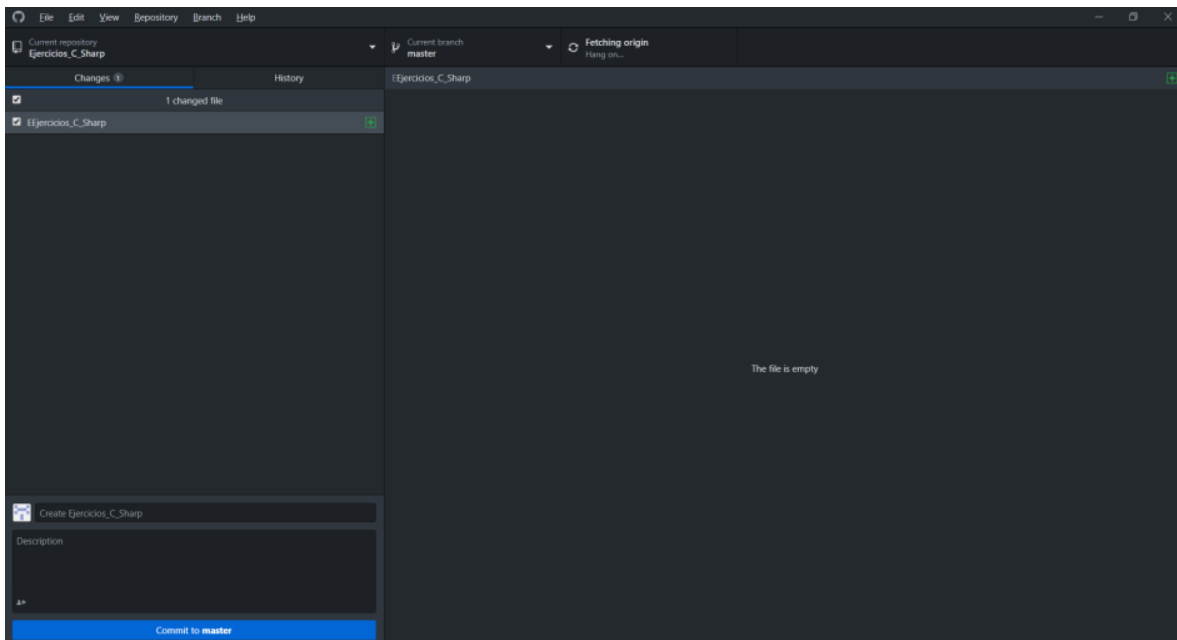 File Edit View Repository Branch Help
Current repository
Ejercicios_C_Sharp
Current branch
master
Fetching origin
Hang on...
Changes 1
History
1 changed file
EEjercicios_C_Sharp
EEjercicios_C_Sharp
The file is empty
Create Ejercicios_C_Sharp
Description
Commit to master